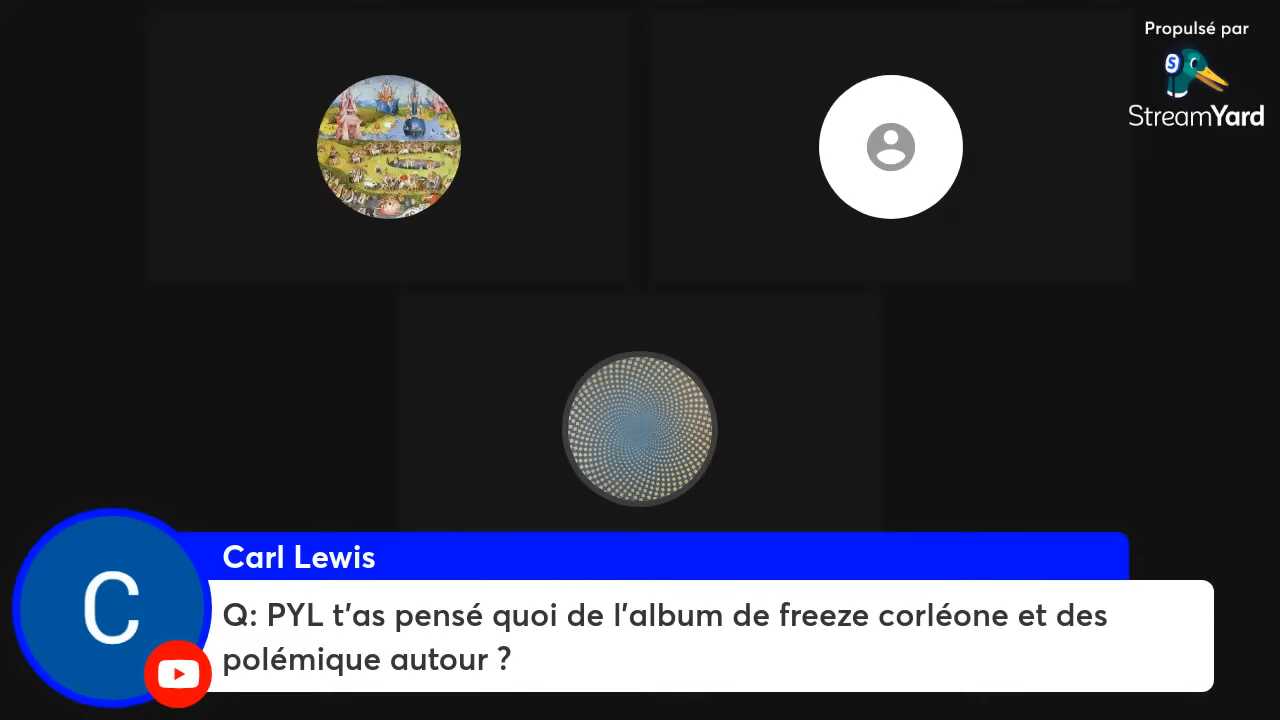 Propulsé par
S
StreamYard
C
Carl Lewis
Q: PYL t'as pensé quoi de l'album de freeze corléone et des
polémique autour ?